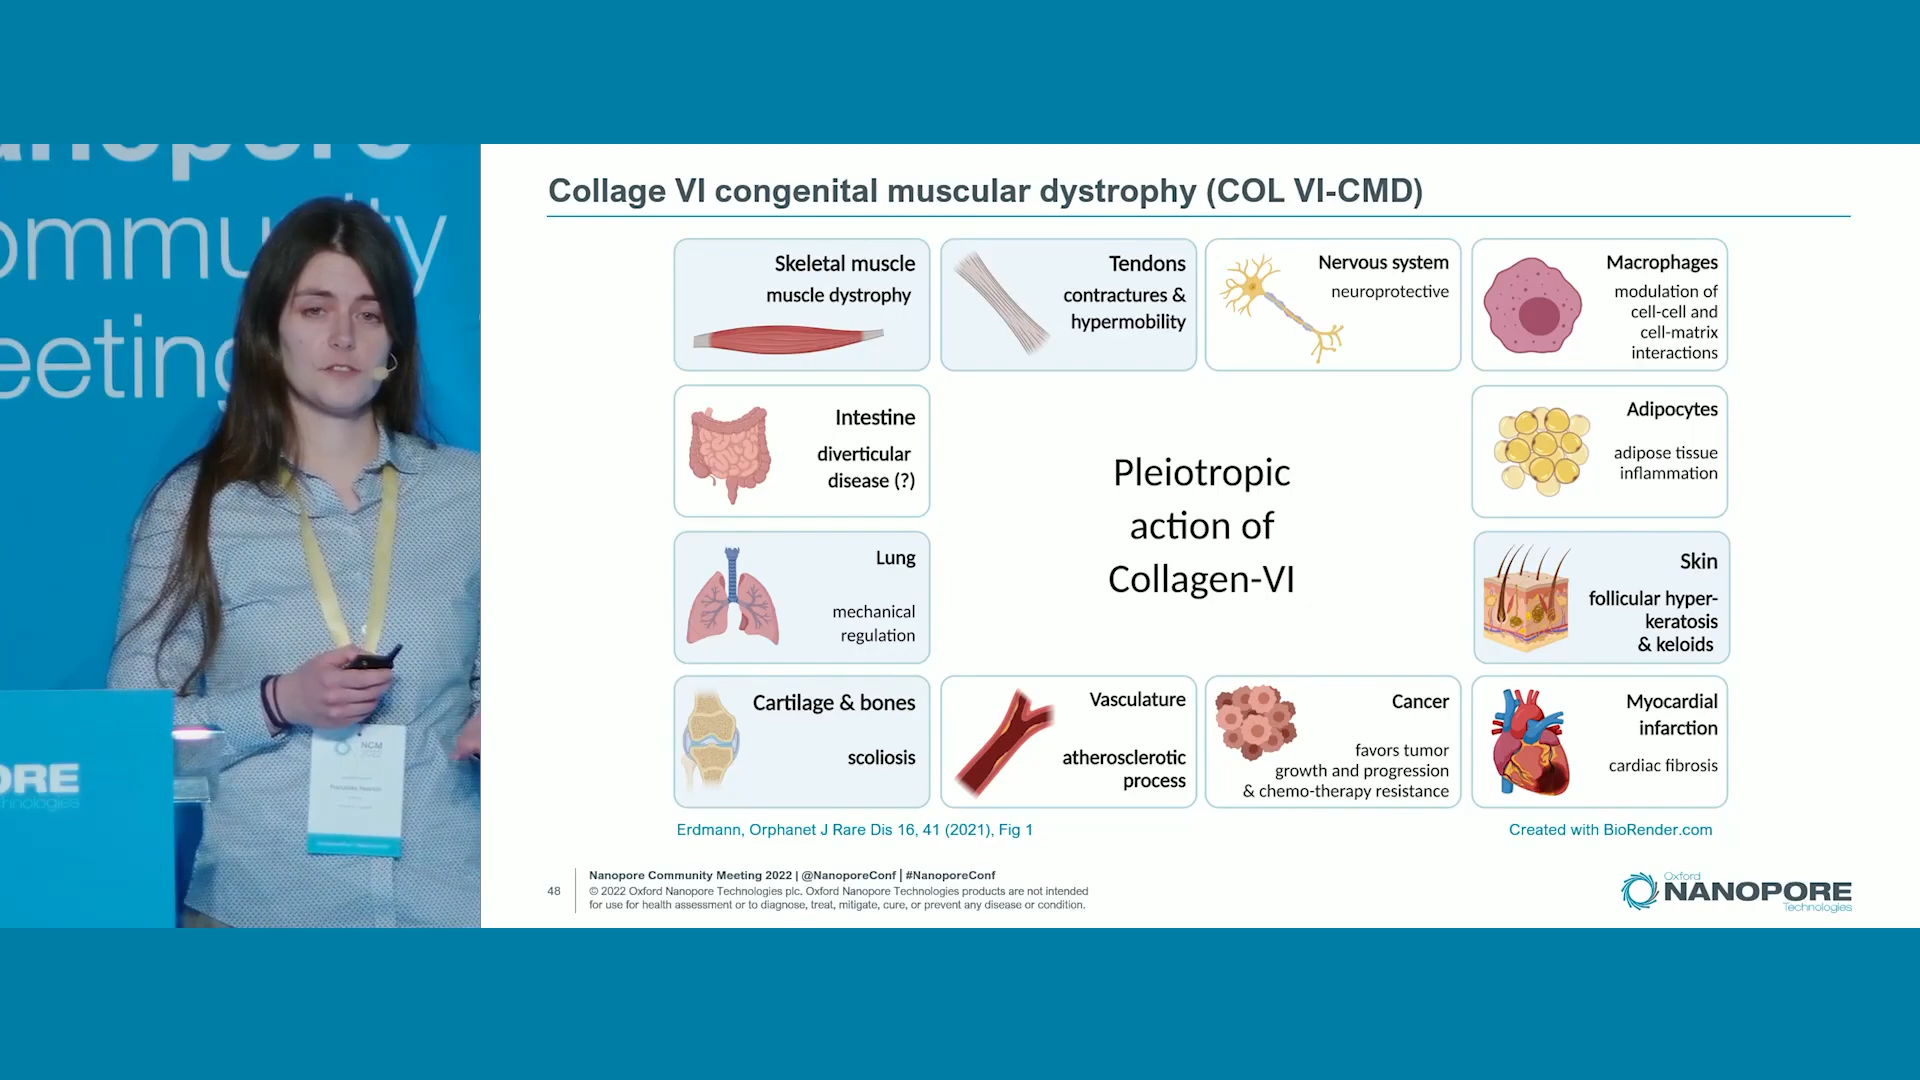 ommunity
eeting
ORE
Technologies
NCM
Collage VI congenital muscular dystrophy (COL VI-CMD)
Skeletal muscle
muscle dystrophy
Tendons
contractures &
hypermobility
Nervous system
neuroprotective
Macrophages
modulation of
cell-cell and
cell-matrix
interactions
Intestine
diverticular
disease (?)
Adipocytes
adipose tissue
inflammation
Pleiotropic
action of
Collagen-VI
Lung
mechanical
regulation
Skin
follicular hyper-
keratosis
& keloids
Cartilage & bones
scoliosis
Vasculature
atherosclerotic
process
Cancer
favors tumor
growth and progression
& chemo-therapy resistance
Myocardial
infarction
cardiac fibrosis
Erdmann, Orphanet J Rare Dis 16, 41 (2021), Fig 1
Created with BioRender.com
48
Nanopore Community Meeting 2022 | @NanoporeConf | #NanoporeConf
© 2022 Oxford Nanopore Technologies plc. Oxford Nanopore Technologies products are not intended
for use for health assessment or to diagnose, treat, mitigate, cure, or prevent any disease or condition.
Oxford
NANOPORE
Technologies